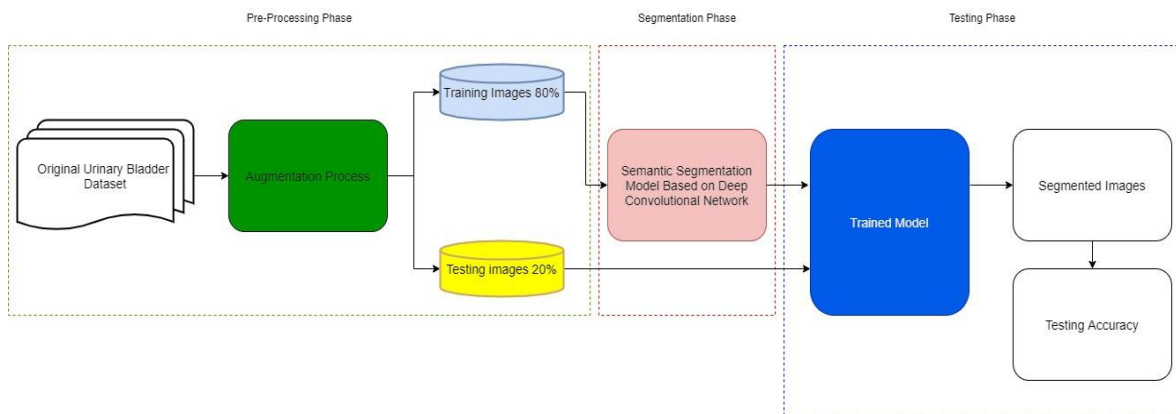 Pre-Processing Phase
Segmentation Phase
Testing Phase
Training Images 80%
Original Urinary Bladder
Dataset
Augmentation Process
Semantic Segmentation
Model Based on Deep
Convolutional Network
Trained Model
Segmented Images
Testing images 20%
Testing Accuracy